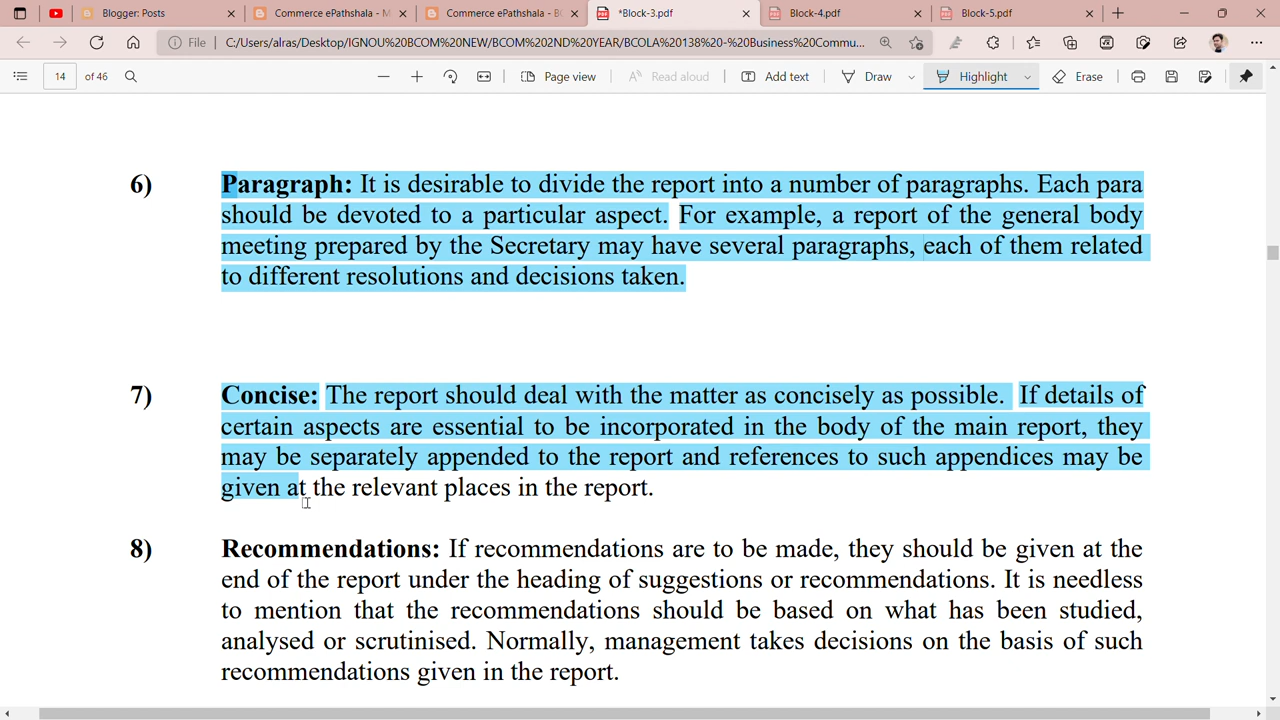 Blogger: Posts
Commerce ePathshala - M
Commerce ePathshala - BC
*Block-3.pdf
Block-4.pdf
Block-5.pdf
File
C:/Users/alras/Desktop/IGNOU%20BCOM%20NEW/BCOM%202ND%20YEAR/BCOLA%20138%20-%20Business%20Commu...
14 of 46
Page view
Read aloud
Add text
Draw
Highlight
Erase
6) Paragraph: It is desirable to divide the report into a number of paragraphs. Each para
should be devoted to a particular aspect. For example, a report of the general body
meeting prepared by the Secretary may have several paragraphs, each of them related
to different resolutions and decisions taken.
7) Concise: The report should deal with the matter as concisely as possible. If details of
certain aspects are essential to be incorporated in the body of the main report, they
may be separately appended to the report and references to such appendices may be
given at the relevant places in the report.
8) Recommendations: If recommendations are to be made, they should be given at the
end of the report under the heading of suggestions or recommendations. It is needless
to mention that the recommendations should be based on what has been studied,
analysed or scrutinised. Normally, management takes decisions on the basis of such
recommendations given in the report.